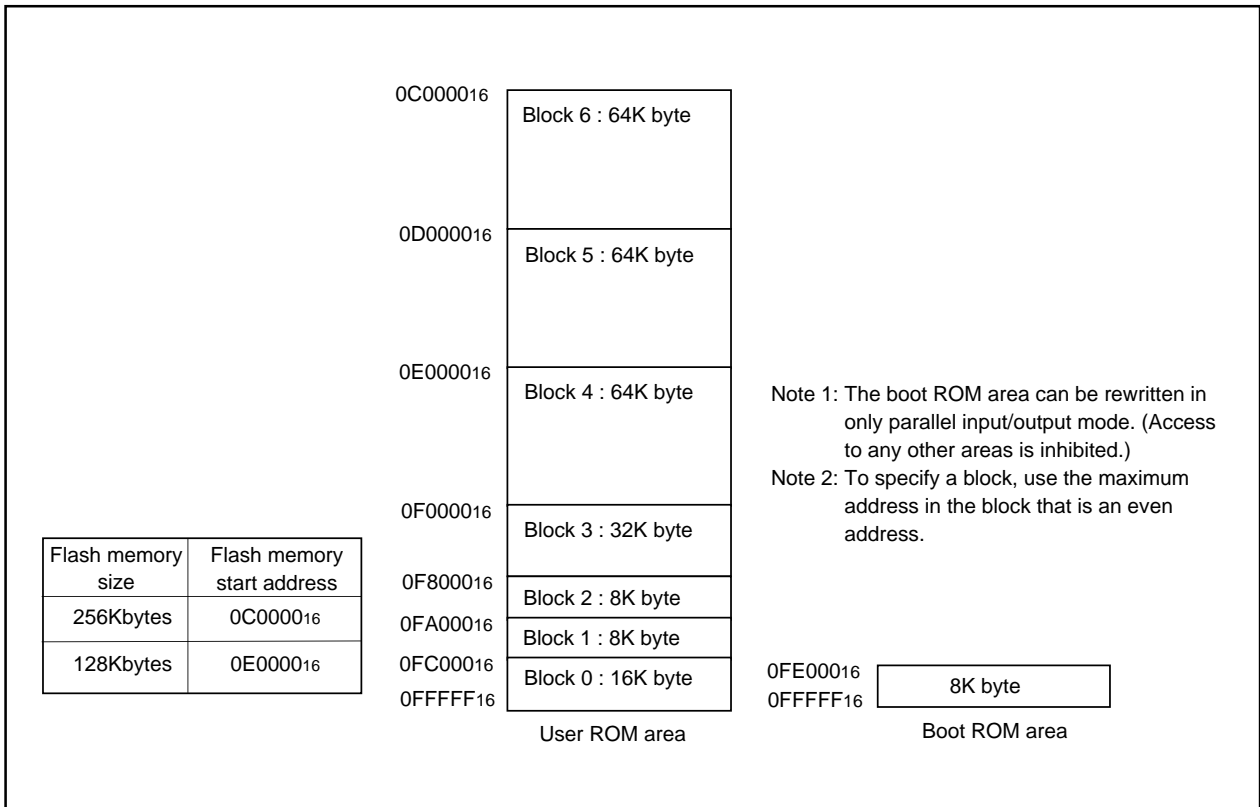 0C000016
Block 6 : 64K byte
0D000016
Block 5 : 64K byte
0E000016
Block 4 : 64K byte
0F000016
Block 3 : 32K byte
0F800016
Block 2 : 8K byte
0FA00016
Block 1 : 8K byte
0FC00016
Block 0 : 16K byte
0FFFFF16
User ROM area
Flash memory size
Flash memory start address
256Kbytes 0C000016
128Kbytes 0E000016
Note 1: The boot ROM area can be rewritten in
only parallel input/output mode. (Access
to any other areas is inhibited.)
Note 2: To specify a block, use the maximum
address in the block that is an even
address.
0FE00016
8K byte
0FFFFF16
Boot ROM area